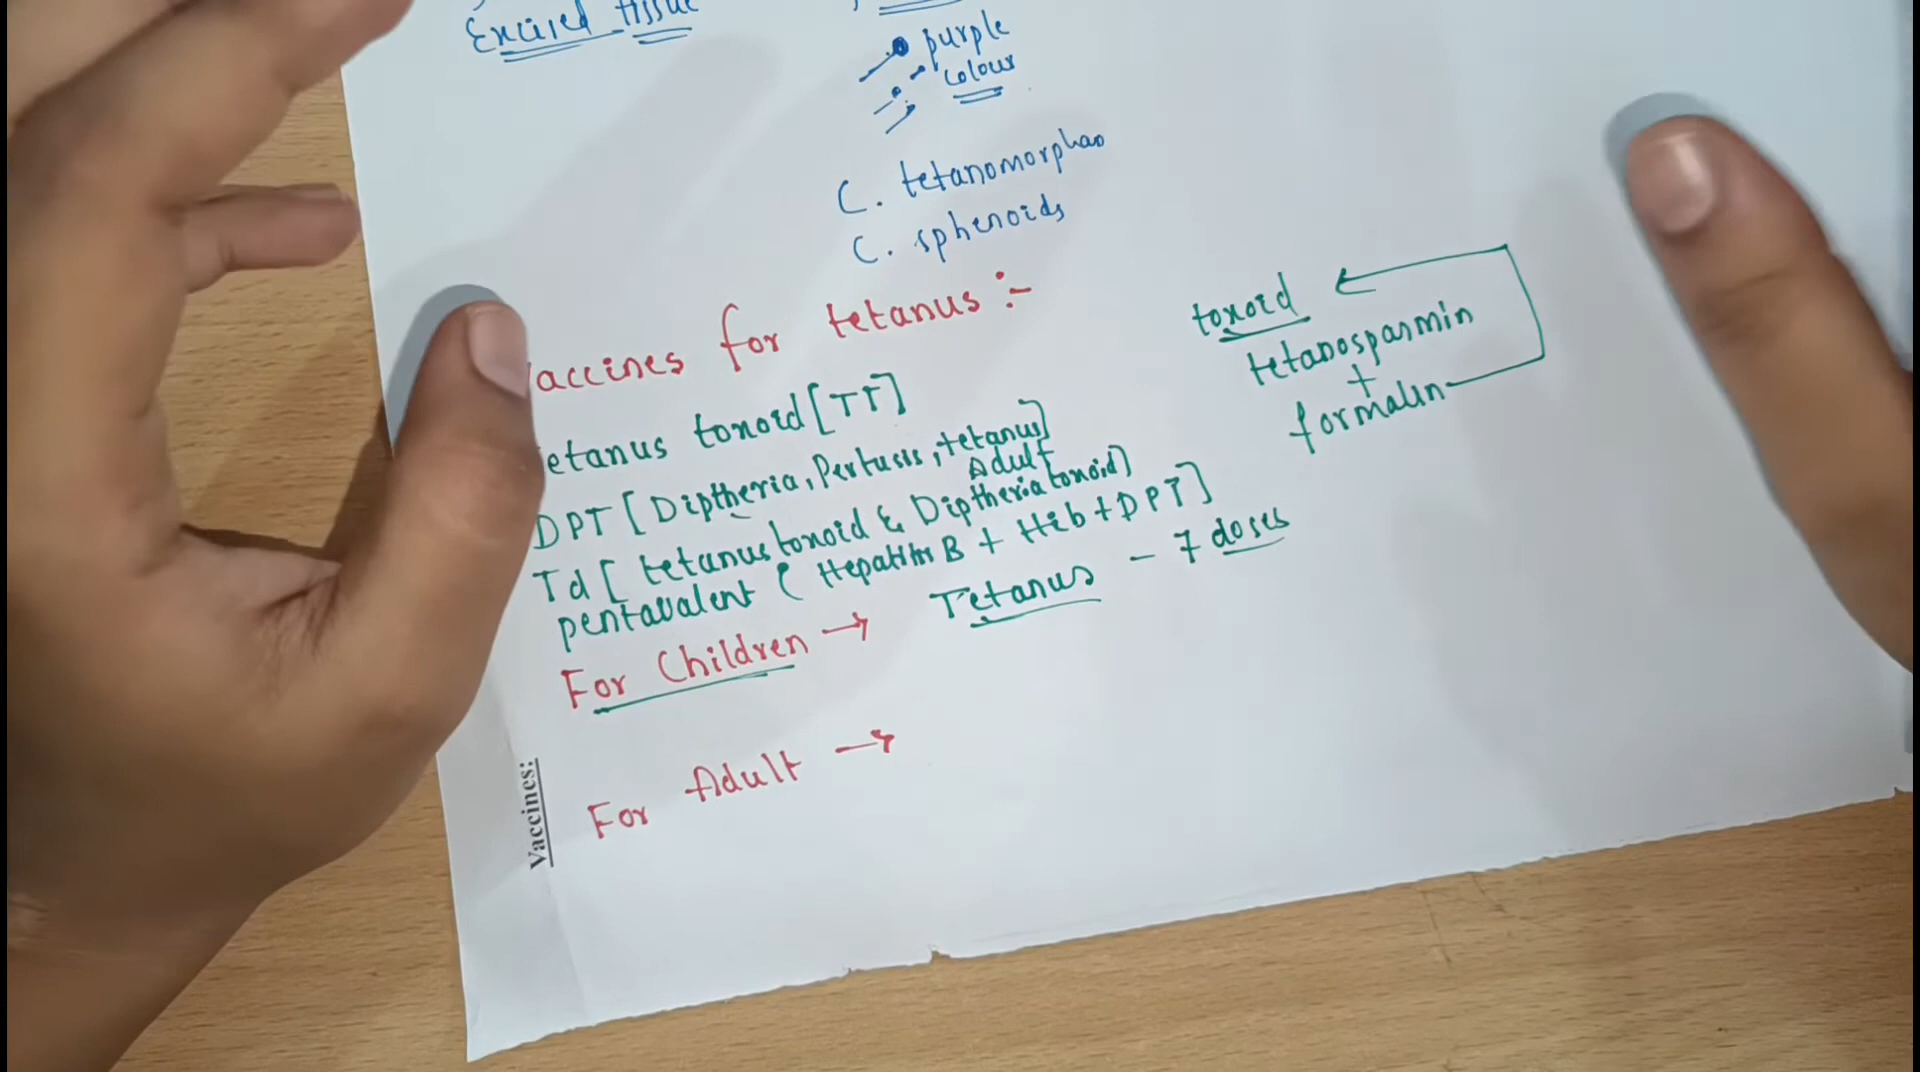 Excised tissue
purple
colour
C. tetanomorphao
C. sphenoids
accines for tetanus :-
toxoid
tetanospasmin
+
formalin
etanus toxoid [TT]
DPT [Diptheria, Pertusis, tetanus]
Adult
Td [tetanus toxoid & Diptheria toxoid)
pentavalent ( Hepatitis B + Hib + DPT]
For Children → Tetanus - 7 doses
For Adult →
Vaccines: